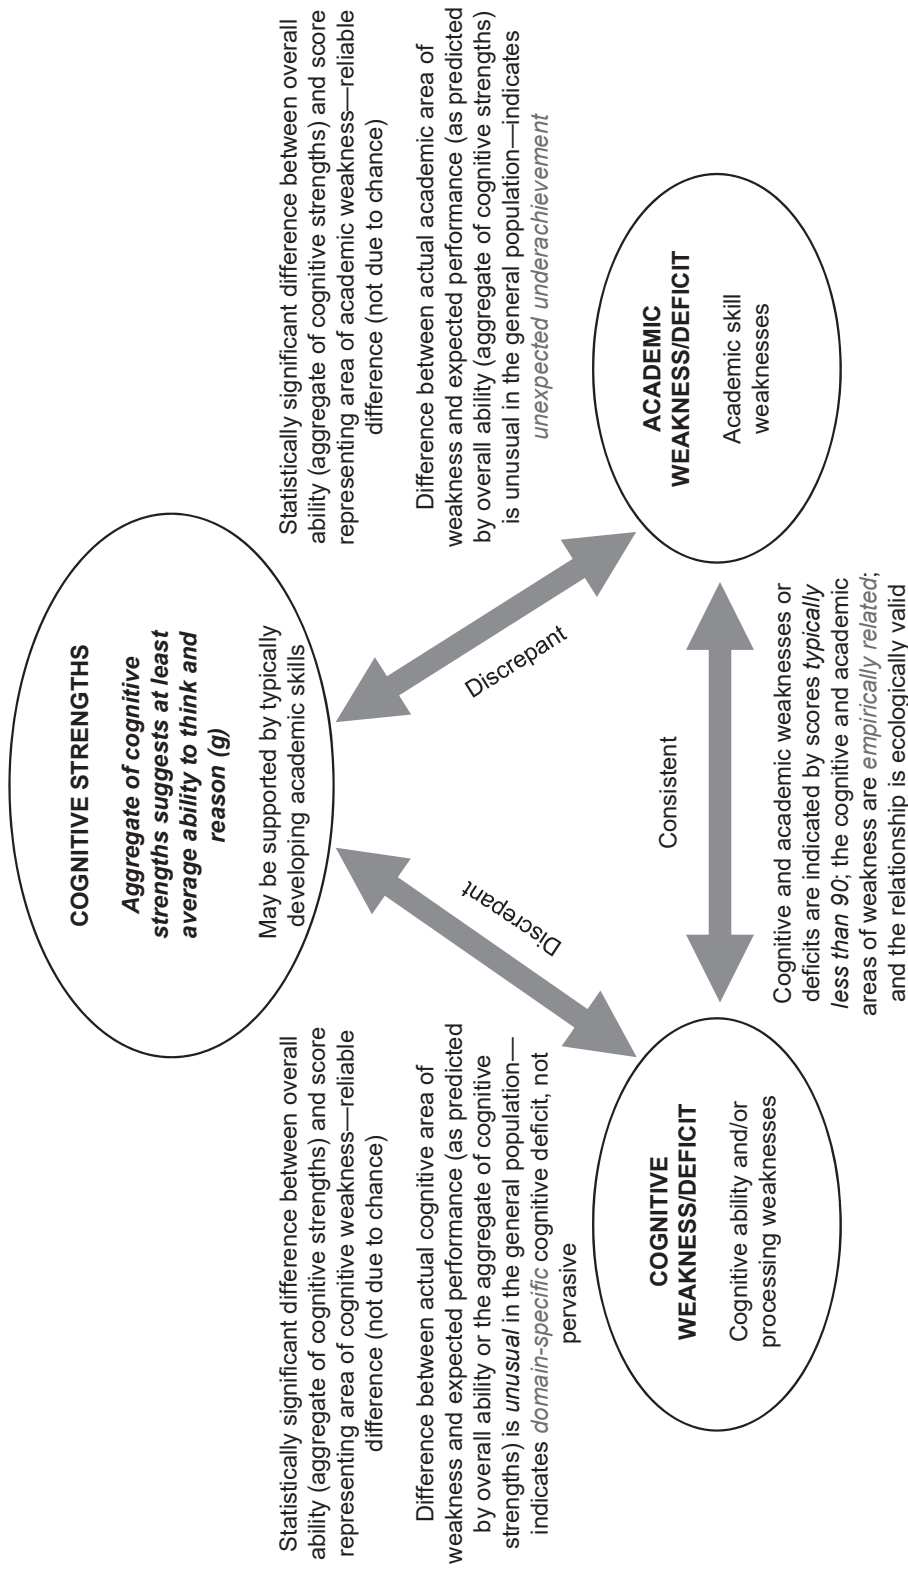 COGNITIVE STRENGTHS
Aggregate of cognitive
strengths suggests at least
average ability to think and
reason (g)
May be supported by typically
developing academic skills
Statistically significant difference between overall
ability (aggregate of cognitive strengths) and score
representing area of cognitive weakness—reliable
difference (not due to chance)
Difference between actual cognitive area of
weakness and expected performance (as predicted
by overall ability or the aggregate of cognitive
strengths) is unusual in the general population—
indicates domain-specific cognitive deficit, not
pervasive
Statistically significant difference between overall
ability (aggregate of cognitive strengths) and score
representing area of academic weakness—reliable
difference (not due to chance)
Difference between actual academic area of
weakness and expected performance (as predicted
by overall ability (aggregate of cognitive strengths)
is unusual in the general population—indicates
unexpected underachievement
Discrepant
Discrepant
COGNITIVE
WEAKNESS/DEFICIT
Cognitive ability and/or
processing weaknesses
Consistent
ACADEMIC
WEAKNESS/DEFICIT
Academic skill
weaknesses
Cognitive and academic weaknesses or
deficits are indicated by scores typically
less than 90; the cognitive and academic
areas of weakness are empirically related;
and the relationship is ecologically valid